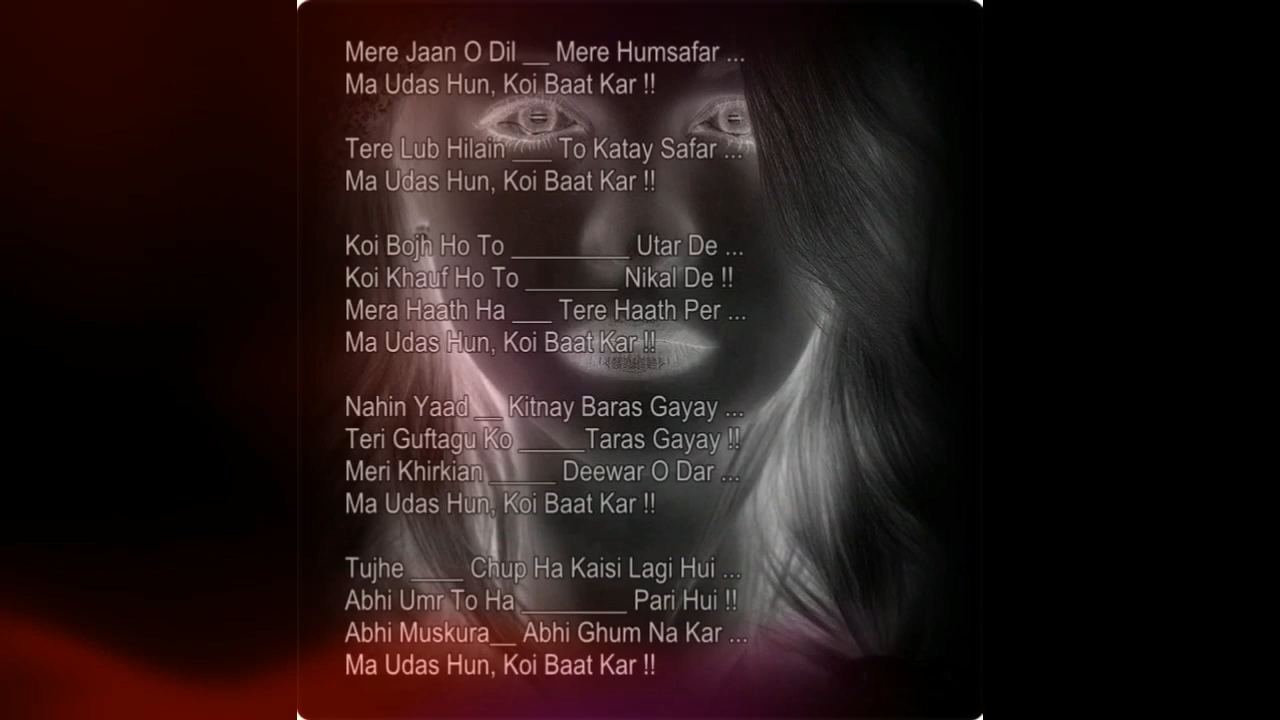 Mere Jaan O Dil __ Mere Humsafar ...
Ma Udas Hun, Koi Baat Kar !!
Tere Lub Hilain ___ To Katay Safar ...
Ma Udas Hun, Koi Baat Kar !!
Koi Bojh Ho To _________ Utar De ...
Koi Khauf Ho To _______ Nikal De !!
Mera Haath Ha ___ Tere Haath Per ...
Ma Udas Hun, Koi Baat Kar !!
Nahin Yaad __ Kitnay Baras Gayay ...
Teri Guftagu Ko _____Taras Gayay !!
Meri Khirkian _____ Deewar O Dar ...
Ma Udas Hun, Koi Baat Kar !!
Tujhe ____ Chup Ha Kaisi Lagi Hui ...
Abhi Umr To Ha ________ Pari Hui !!
Abhi Muskura__ Abhi Ghum Na Kar ...
Ma Udas Hun, Koi Baat Kar !!